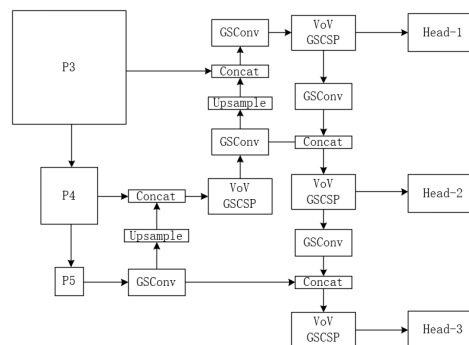 GSConv
VoV
GSCSP
Head-1
P3
Concat
Upsample
GSConv
GSConv
Concat
P4
Concat
VoV
GSCSP
VoV
GSCSP
Head-2
Upsample
GSConv
P5
GSConv
Concat
VoV
GSCSP
Head-3